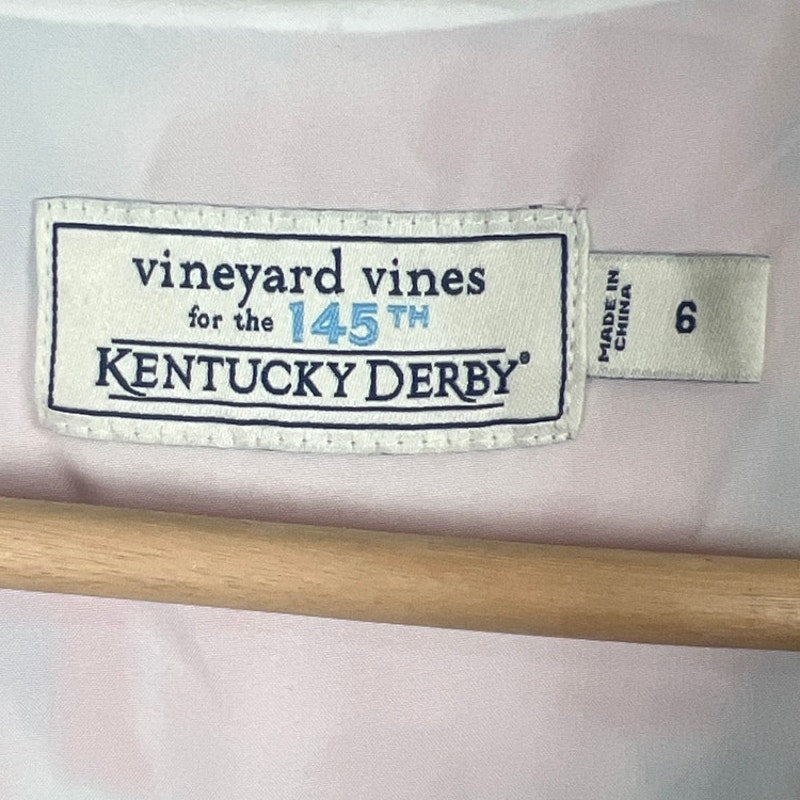 vineyard vines
for the 145TH
KENTUCKY DERBY®
MADE IN
CHINA
6